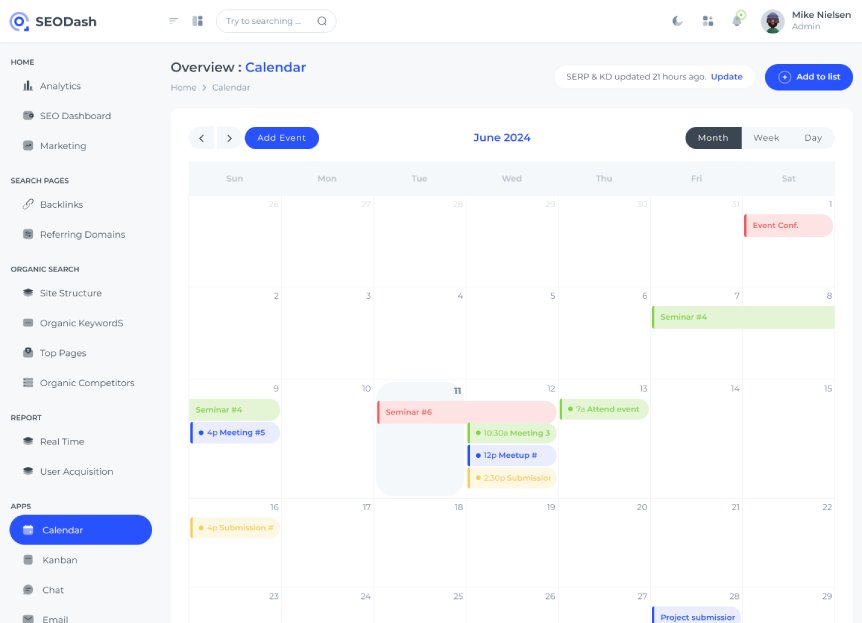 SEODash
Try to searching ...
Mike Nielsen
Admin
HOME
Analytics
SEO Dashboard
Marketing
SEARCH PAGES
Backlinks
Referring Domains
ORGANIC SEARCH
Site Structure
Organic KeywordS
Top Pages
Organic Competitors
REPORT
Real Time
User Acquisition
APPS
Calendar
Kanban
Chat
Email
Overview : Calendar
Home > Calendar
SERP & KD updated 21 hours ago. Update
Add to list
Add Event
June 2024
Month Week Day
Sun Mon Tue Wed Thu Fri Sat
26 27 28 29 30 31 1
Event Conf.
2 3 4 5 6 7 8
Seminar #4
9 10 11 12 13 14 15
Seminar #4
4p Meeting #5
Seminar #6
10:30a Meeting 3
12p Meetup #
2:30p Submission
7a Attend event
16 17 18 19 20 21 22
4p Submission #
23 24 25 26 27 28 29
Project submission